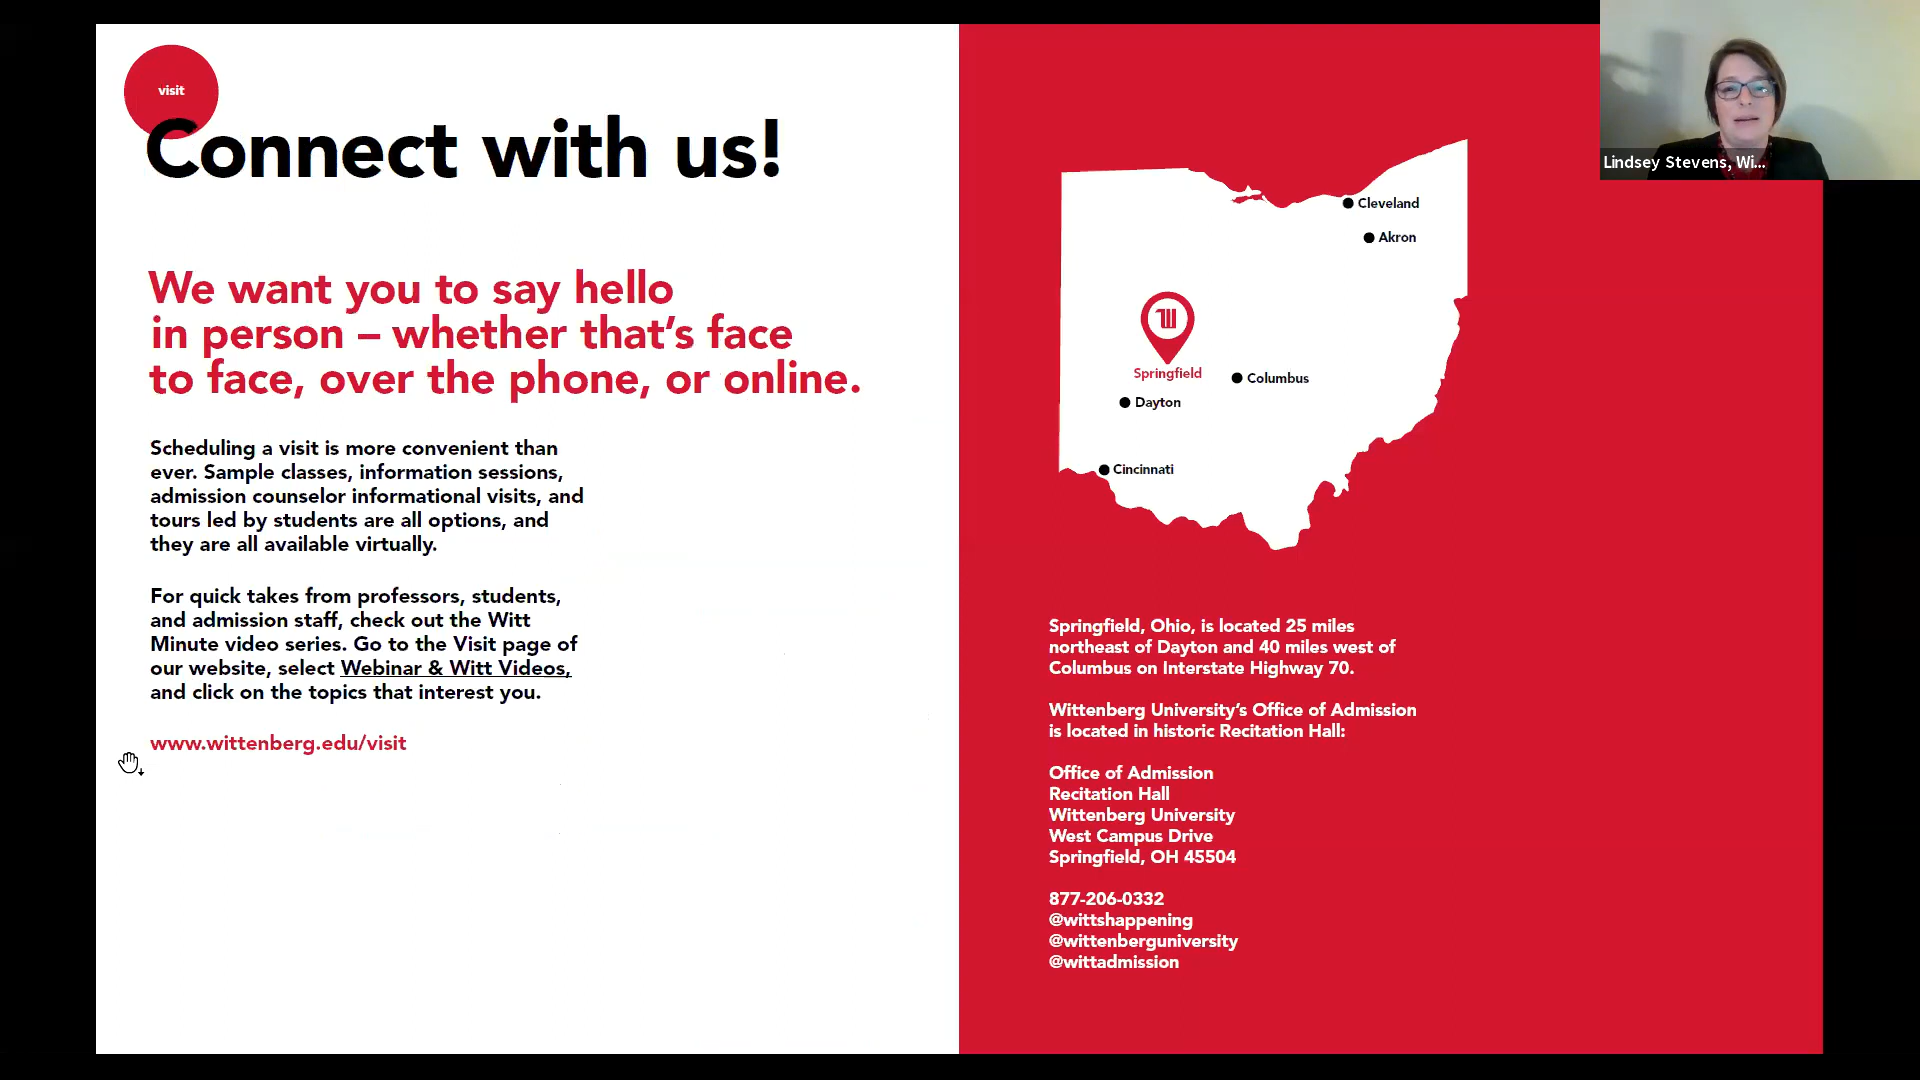 visit
Connect with us!
We want you to say hello
in person – whether that’s face
to face, over the phone, or online.
Scheduling a visit is more convenient than
ever. Sample classes, information sessions,
admission counselor informational visits, and
tours led by students are all options, and
they are all available virtually.
For quick takes from professors, students,
and admission staff, check out the Witt
Minute video series. Go to the Visit page of
our website, select Webinar & Witt Videos,
and click on the topics that interest you.
www.wittenberg.edu/visit
Cleveland
Akron
Springfield
Columbus
Dayton
Cincinnati
Springfield, Ohio, is located 25 miles
northeast of Dayton and 40 miles west of
Columbus on Interstate Highway 70.
Wittenberg University’s Office of Admission
is located in historic Recitation Hall:
Office of Admission
Recitation Hall
Wittenberg University
West Campus Drive
Springfield, OH 45504
877-206-0332
@wittshappening
@wittenberguniversity
@wittadmission
Lindsey Stevens, Wi...